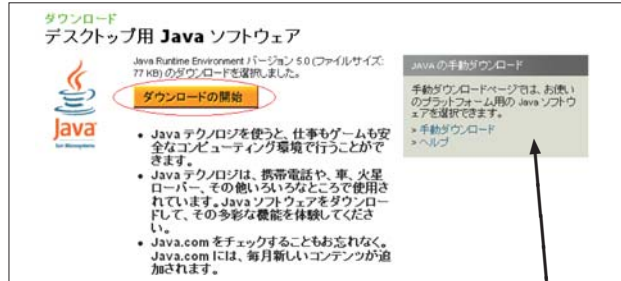 ダウンロード
デスクトップ用 Java ソフトウェア
Java Runtime Environment バージョン 5.0 (ファイルサイズ:
77 KB) のダウンロードを選択しました。
ダウンロードの開始
Java
Sun Microsystems
• Java テクノロジを使うと、仕事もゲームも安
全なコンピューティング環境で行うことがで
きます。
• Java テクノロジは、携帯電話や、車、火星
ローバー、その他いろいろなところで使用さ
れています。Java ソフトウェアをダウンロー
ドして、その多彩な機能を体験してくださ
い。
• Java.com をチェックすることもお忘れなく。
Java.com には、毎月新しいコンテンツが追
加されます。
JAVA の手動ダウンロード
手動ダウンロードページでは、お使い
のプラットフォーム用の Java ソフトウ
ェアを選択できます。
» 手動ダウンロード
» ヘルプ